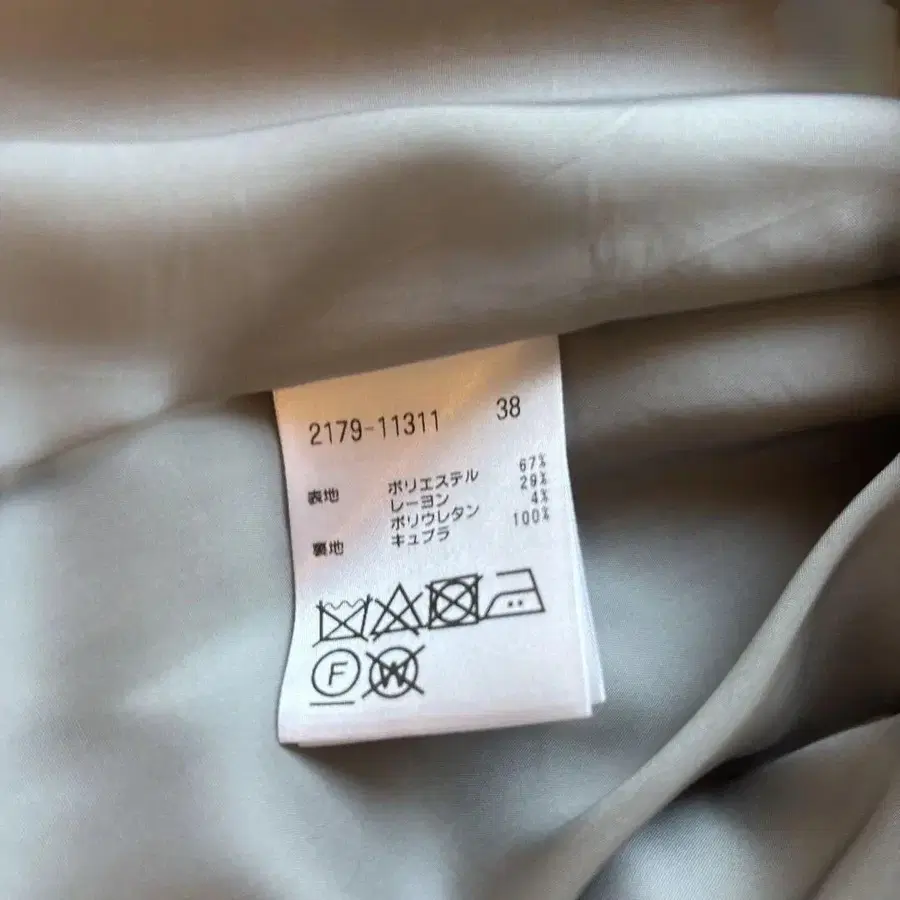 2179-11311 38
表地 ポリエステル 67%
レーヨン 29%
ポリウレタン 4%
裏地 キュプラ 100%
F W